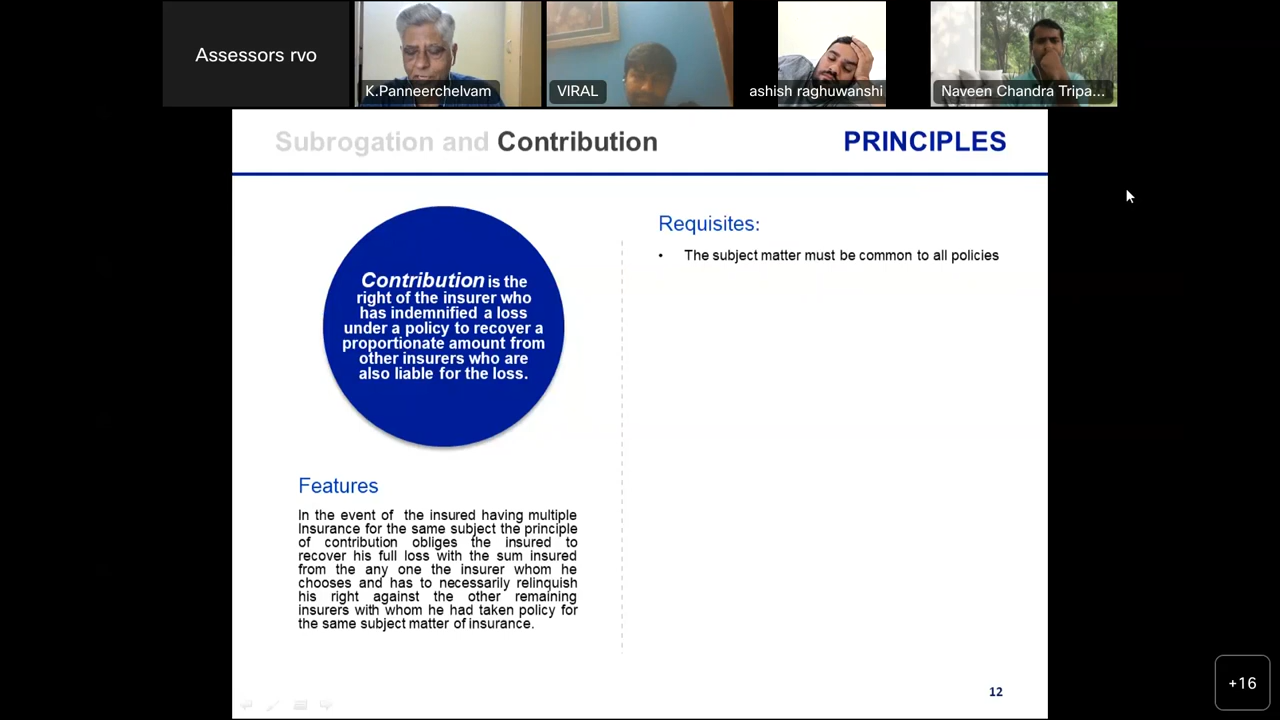 Assessors rvo
K.Panneerchelvam
VIRAL
ashish raghuwanshi
Naveen Chandra Tripa...
Subrogation and Contribution
PRINCIPLES
Contribution is the
right of the insurer who
has indemnified a loss
under a policy to recover a
proportionate amount from
other insurers who are
also liable for the loss.
Features
In the event of the insured having multiple
Insurance for the same subject the principle
of contribution obliges the insured to
recover his full loss with the sum insured
from the any one the insurer whom he
chooses and has to necessarily relinquish
his right against the other remaining
insurers with whom he had taken policy for
the same subject matter of insurance.
Requisites:
• The subject matter must be common to all policies
12
+16